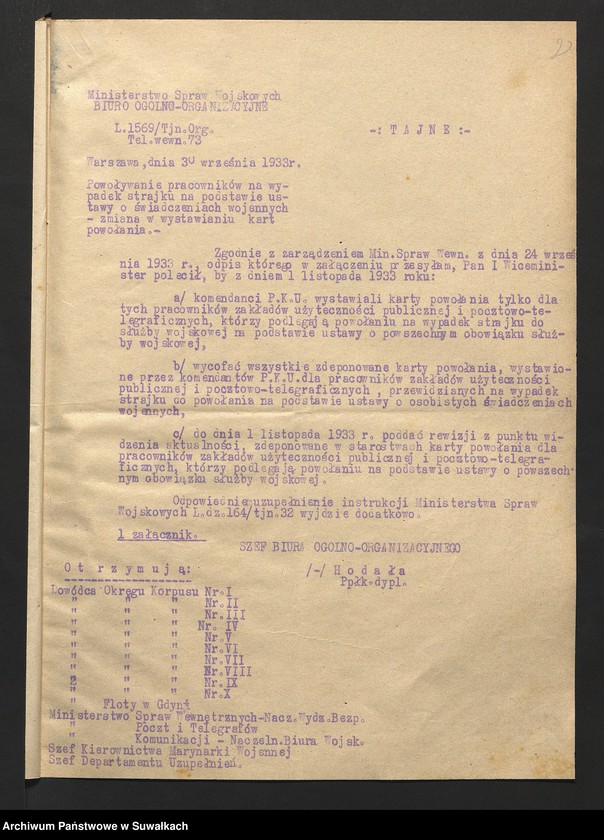 22
Ministerstwo Spraw Wojskowych
BIURO OGOLNO-ORGANIZACYJNE
L.1569/Tjn.Org.
Tel.wewn.73
-: T A J N E :-
Warszawa,dnia 30 września 1933r.
Powoływanie pracowników na wy-
padek strajku na podstawie us-
tawy o świadczeniach wojennych
- zmiana w wystawianiu kart
powołania.-
Zgodnie z zarządzeniem Min.Spraw Wewn. z dnia 24 wrześ
nia 1933 r., odpis którego w załączeniu przesyłam, Pan I Wicemini-
ster polecił, by z dniem 1 listopada 1933 roku:
a/ komendanci P.K.U. wystawiali karty powołania tylko dla
tych pracowników zakładów użyteczności publicznej i pocztowo-te-
legraficznych, którzy podlegają powołaniu na wypadek strajku do
służby wojskowej na podstawie ustawy o powszechnym obowiązku służ-
by wojskowej,
b/ wycofać wszystkie zdeponowane karty powołania, wystawio-
ne przez komendantów P.K.U.dla pracowników zakładów użyteczności
publicznej i pocztowo-telegraficznych , przewidzianych na wypadek
strajku do powołania na podstawie ustawy o osobistych świadczeniach
wojennych,
c/ do dnia 1 listopada 1933 r. poddać rewizji z punktu wi-
dzenia aktualności, zdeponowane w starostwach karty powołania dla
pracowników zakładów użyteczności publicznej i pocztowo-telegra-
ficznych, którzy podlegają powołaniu na podstawie ustawy o powszech-
nym obowiązku służby wojskowej.
Odpowiednie uzupełnienie instrukcji Ministerstwa Spraw
Wojskowych L.dz.164/tjn.32 wyjdzie dodatkowo.
1 załącznik.
SZEF BIURA OGOLNO-ORGANIZACYJNEGO
/-/ H o d a ł a
Ppłk.dypl.
O t r z y m u j ą:
Dowódca Okręgu Korpusu Nr.I
" " " Nr.II
" " " Nr.III
" " " Nr. IV
" " " Nr.V
" " " Nr.VI
" " " Nr.VII
" " " Nr.VIII
" " " Nr.IX
" " " Nr.X
" Floty w Gdyni
Ministerstwo Spraw Wewnętrznych-Nacz.Wydz.Bezp.
" Poczt i Telegrafów
" Komunikacji - Naczeln.Biura Wojsk.
Szef Kierownictwa Marynarki Wojennej
Szef Departamentu Uzupełnień.
Archiwum Państwowe w Suwałkach